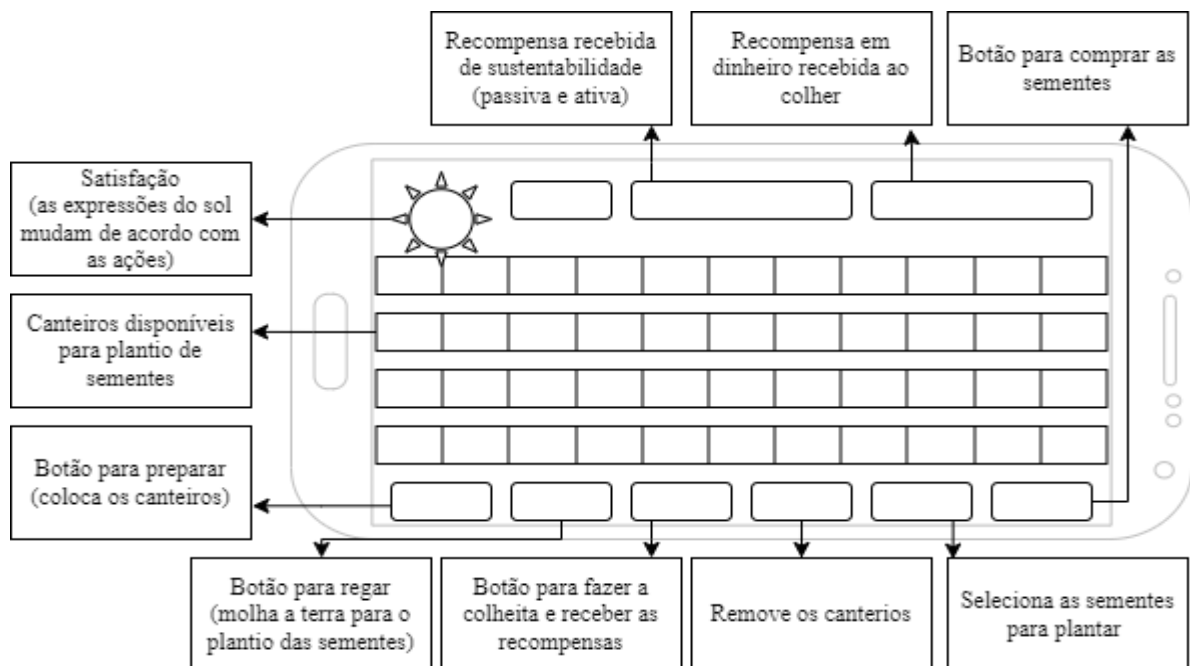 Recompensa recebida
de sustentabilidade
(passiva e ativa)
Recompensa em
dinheiro recebida ao
colher
Botão para comprar as
sementes
Satisfação
(as expressões do sol
mudam de acordo com
as ações)
Canteiros disponíveis
para plantio de
sementes
Botão para preparar
(coloca os canteiros)
Botão para regar
(molha a terra para o
plantio das sementes)
Botão para fazer a
colheita e receber as
recompensas
Remove os canterios
Seleciona as sementes
para plantar